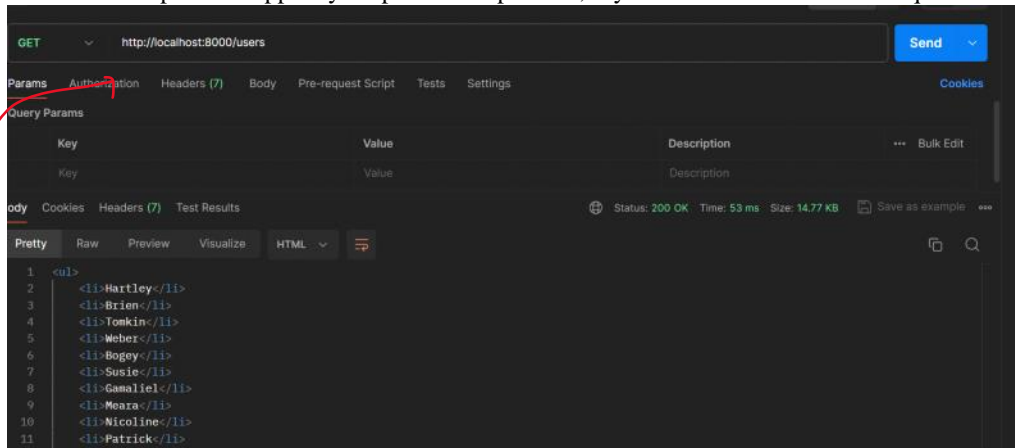 GET http://localhost:8000/users Send
Params Authorization Headers (7) Body Pre-request Script Tests Settings Cookies
Query Params
Key Value Description ••• Bulk Edit
Key Value Description
ody Cookies Headers (7) Test Results Status: 200 OK Time: 53 ms Size: 14.77 KB Save as example •••
Pretty Raw Preview Visualize HTML
1 <ul>
2 <li>Hartley</li>
3 <li>Brien</li>
4 <li>Tomkin</li>
5 <li>Weber</li>
6 <li>Bogey</li>
7 <li>Susie</li>
8 <li>Gamaliel</li>
9 <li>Meara</li>
10 <li>Nicoline</li>
11 <li>Patrick</li>